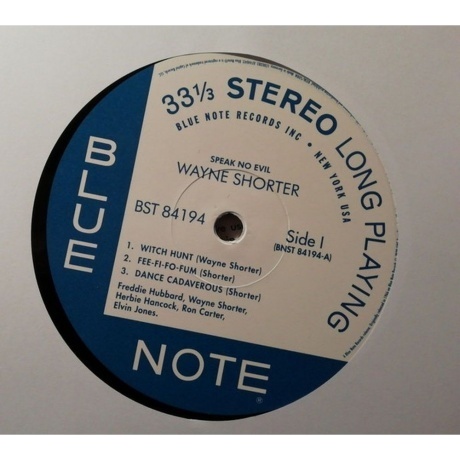 33⅓ STEREO LONG PLAYING
BLUE NOTE RECORDS INC • NEW YORK USA
SPEAK NO EVIL
WAYNE SHORTER
BST 84194
Side I
(BNST 84194-A)
1. WITCH HUNT (Wayne Shorter)
2. FEE-FI-FO-FUM (Shorter)
3. DANCE CADAVEROUS (Shorter)
Freddie Hubbard, Wayne Shorter,
Herbie Hancock, Ron Carter,
Elvin Jones.
BLUE
NOTE®